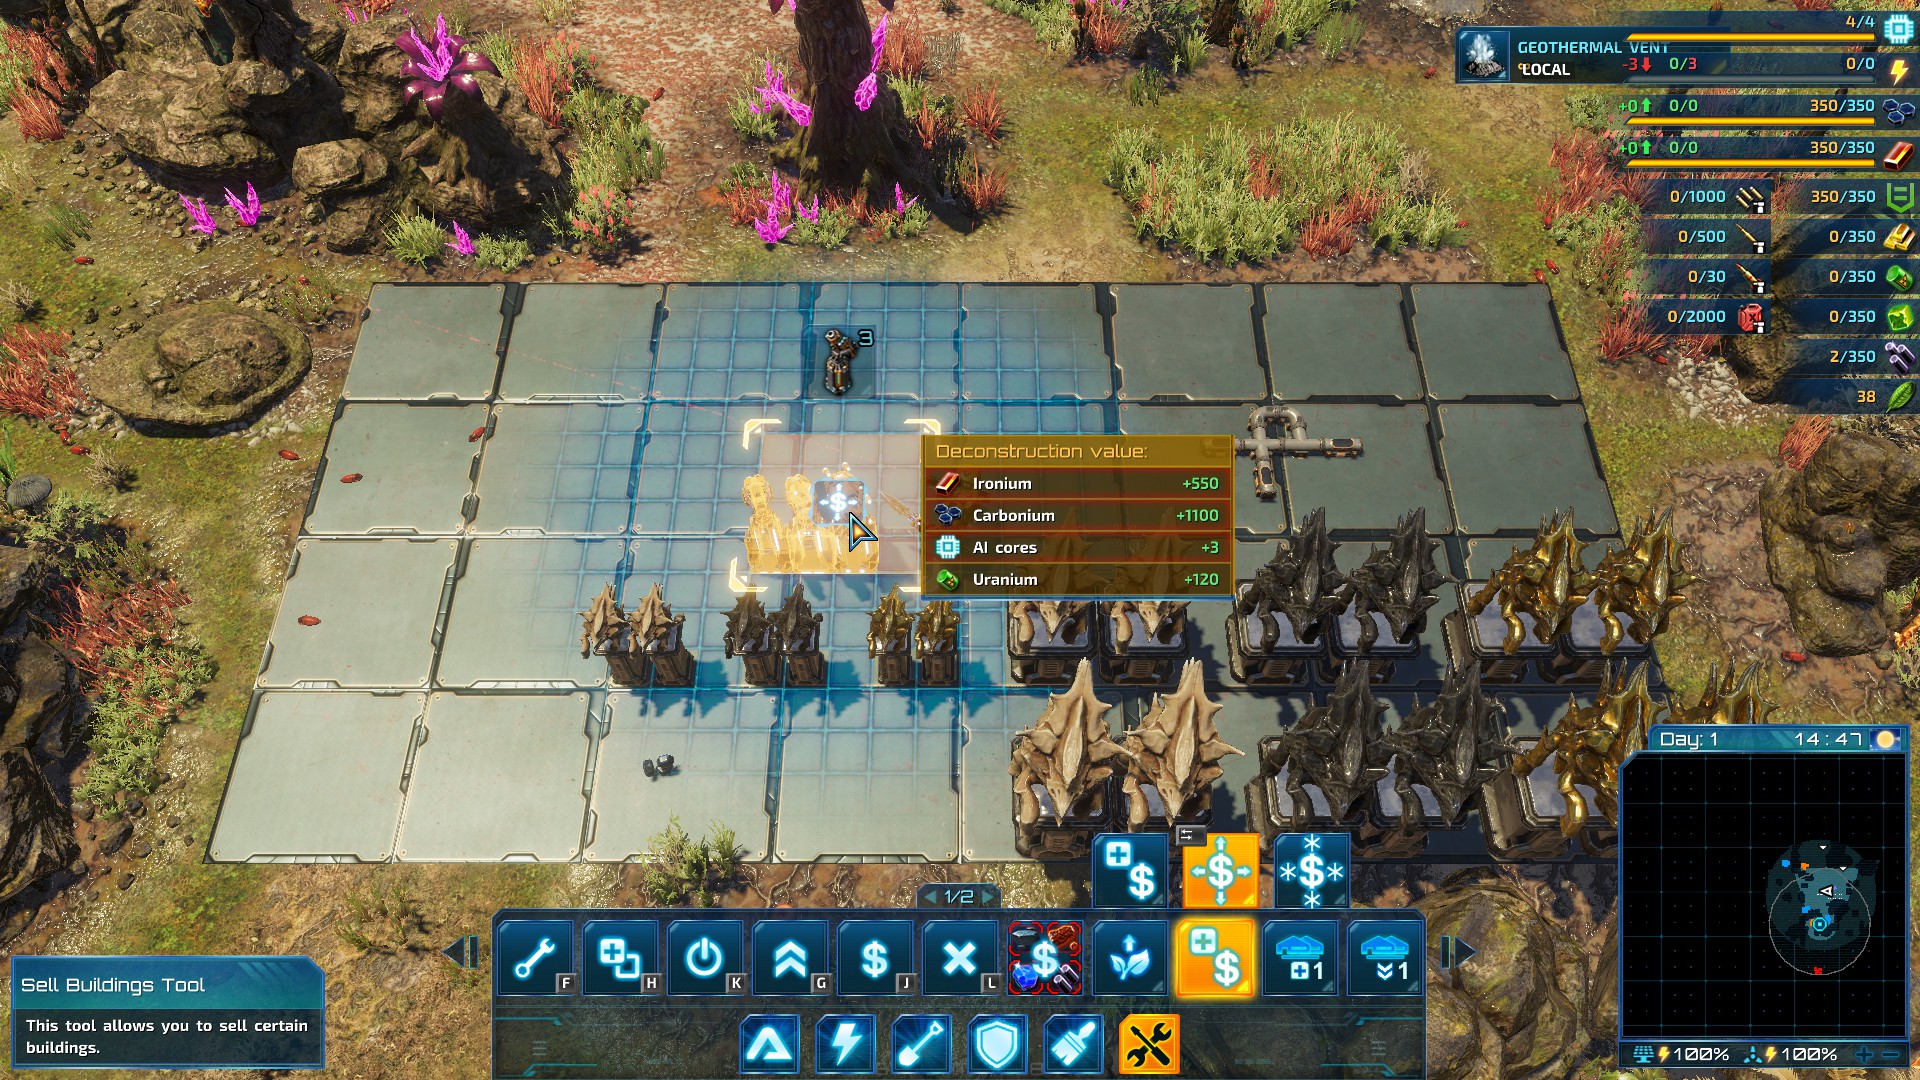 4/4
GEOTHERMAL VENT
LOCAL
-3 0/3 0/0
+0 0/0 350/350
+0 0/0 350/350
0/1000 350/350
0/500 0/350
0/30 0/350
0/2000 0/350
2/350
38
3
Deconstruction value:
Ironium +550
Carbonium +1100
AI cores +3
Uranium +120
Day: 1 14:47
1/2
F
H
K
G
J
L
1
1
Sell Buildings Tool
This tool allows you to sell certain
buildings.
100% 100%